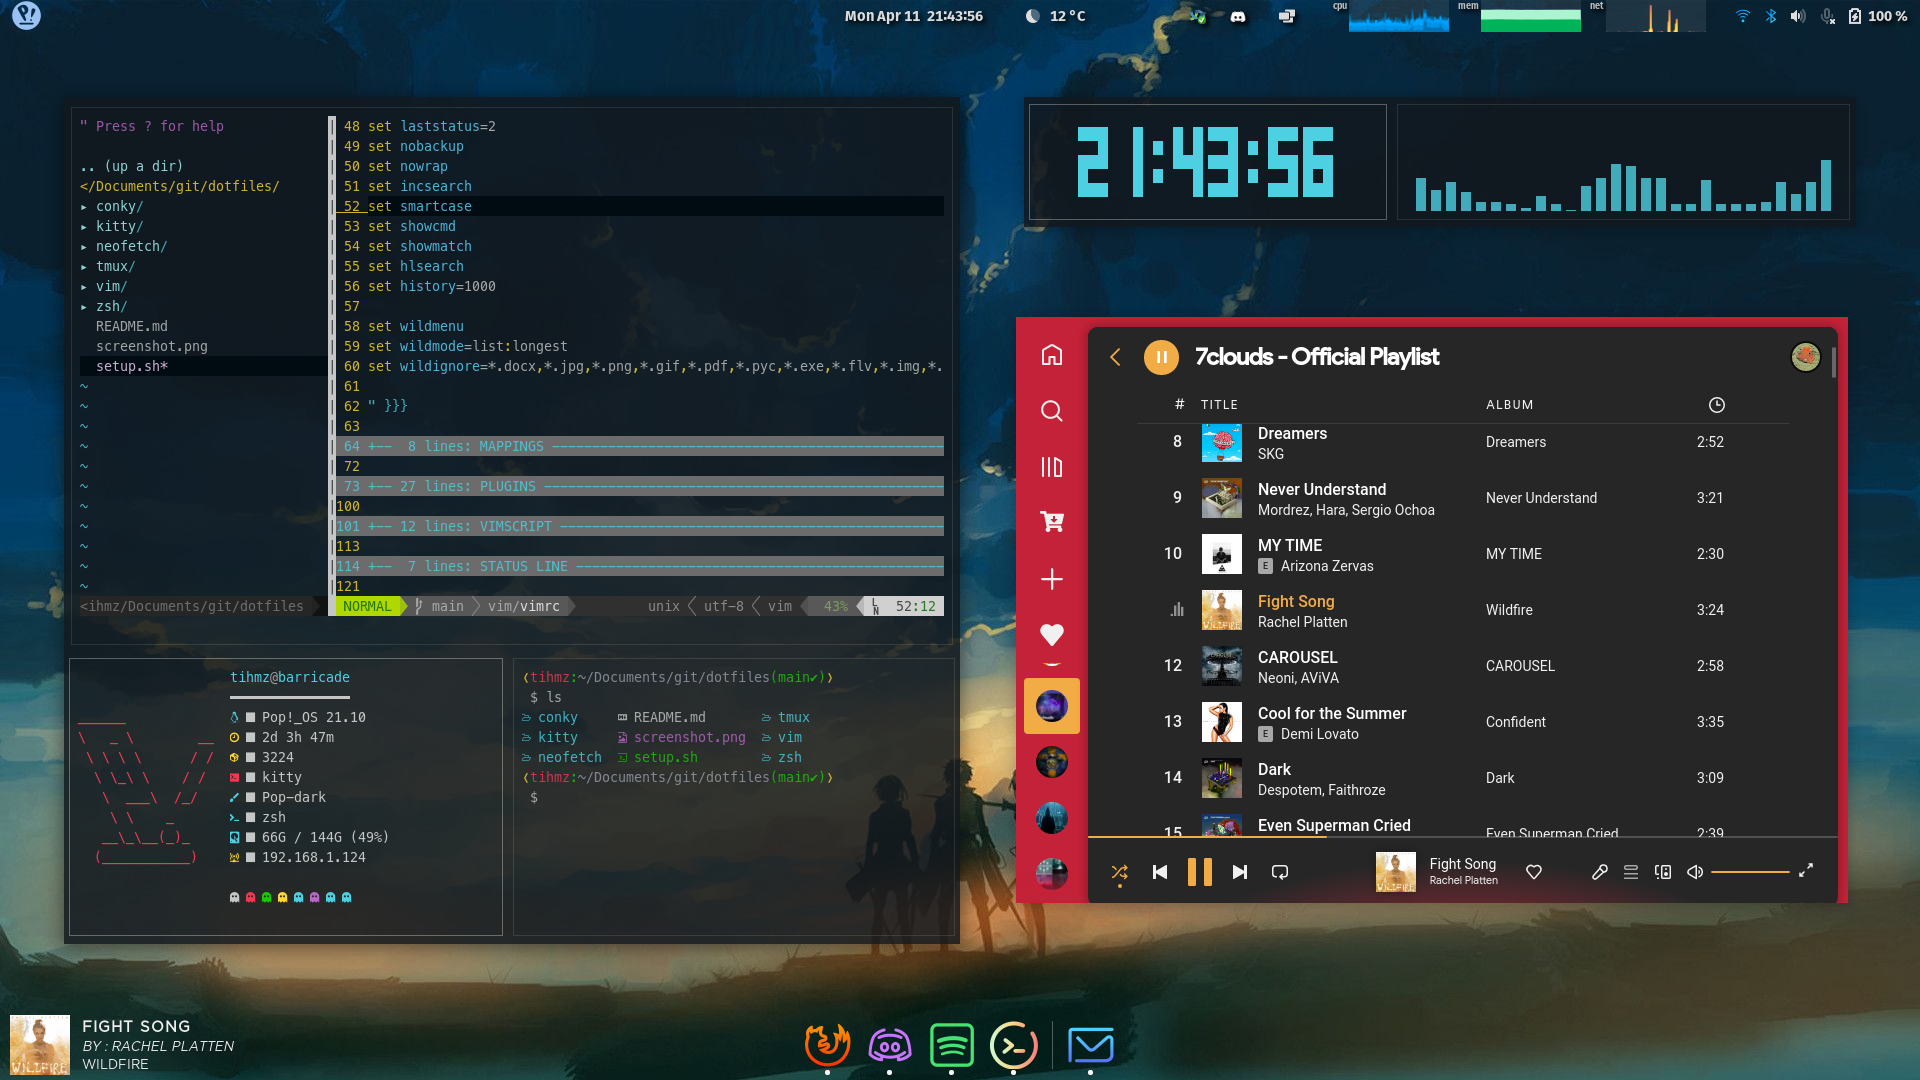 Mon Apr 11 21:43:56
12 °C
cpu
mem
net
100 %
" Press ? for help
.. (up a dir)
</Documents/git/dotfiles/
▸ conky/
▸ kitty/
▸ neofetch/
▸ tmux/
▸ vim/
▸ zsh/
README.md
screenshot.png
setup.sh*
~
~
~
~
~
~
~
~
~
~
~
<ihmz/Documents/git/dotfiles
48 set laststatus=2
49 set nobackup
50 set nowrap
51 set incsearch
52 set smartcase
53 set showcmd
54 set showmatch
55 set hlsearch
56 set history=1000
57
58 set wildmenu
59 set wildmode=list:longest
60 set wildignore=*.docx,*.jpg,*.png,*.gif,*.pdf,*.pyc,*.exe,*.flv,*.img,*.
61
62 " }}}
63
64 +-- 8 lines: MAPPINGS
72
73 +-- 27 lines: PLUGINS
100
101 +-- 12 lines: VIMSCRIPT
113
114 +-- 7 lines: STATUS LINE
121
NORMAL main vim/vimrc unix utf-8 vim 43% LN 52:12
tihmz@barricade
Pop!_OS 21.10
2d 3h 47m
3224
kitty
Pop-dark
zsh
66G / 144G (49%)
192.168.1.124
(tihmz:~/Documents/git/dotfiles(main✔))
$ ls
conky README.md tmux
kitty screenshot.png vim
neofetch setup.sh zsh
(tihmz:~/Documents/git/dotfiles(main✔))
$
21:43:56
7clouds - Official Playlist
# TITLE ALBUM
8 Dreamers Dreamers 2:52
SKG
9 Never Understand Never Understand 3:21
Mordrez, Hara, Sergio Ochoa
10 MY TIME MY TIME 2:30
E Arizona Zervas
Fight Song Wildfire 3:24
Rachel Platten
12 CAROUSEL CAROUSEL 2:58
Neoni, AViVA
13 Cool for the Summer Confident 3:35
E Demi Lovato
14 Dark Dark 3:09
Despotem, Faithroze
15 Even Superman Cried Even Superman Cried 2:39
Fight Song
Rachel Platten
FIGHT SONG
BY : RACHEL PLATTEN
WILDFIRE
WILDFIRE